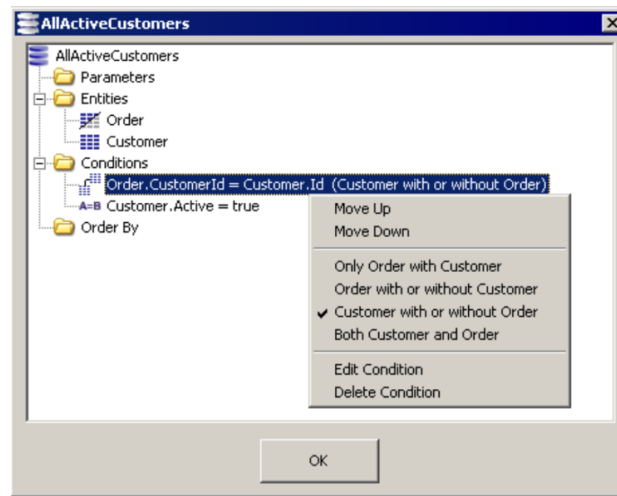 AllActiveCustomers
AllActiveCustomers
Parameters
Entities
Order
Customer
Conditions
Order.CustomerId = Customer.Id (Customer with or without Order)
A=B Customer.Active = true
Order By
Move Up
Move Down
Only Order with Customer
Order with or without Customer
Customer with or without Order
Both Customer and Order
Edit Condition
Delete Condition
OK